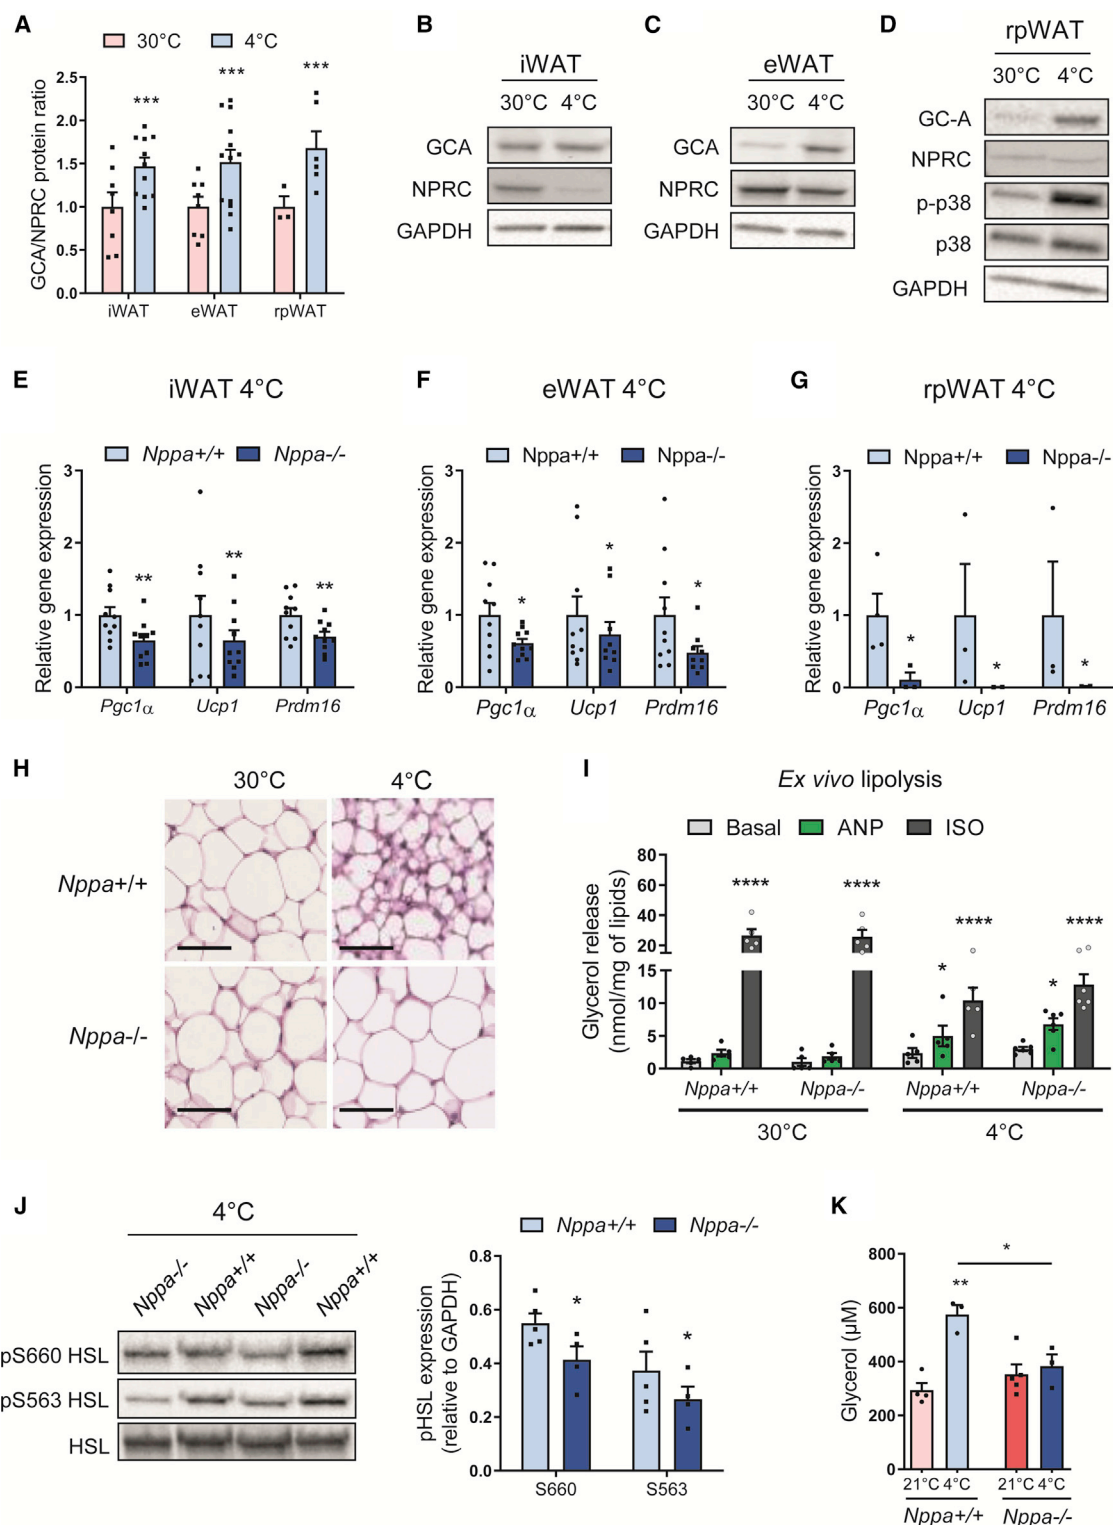 A
30°C 4°C
GCA/NPRC protein ratio
2.5
2.0
1.5
1.0
0.5
0.0
*** *** ***
iWAT eWAT rpWAT
B
iWAT
30°C 4°C
GCA
NPRC
GAPDH
C
eWAT
30°C 4°C
GCA
NPRC
GAPDH
D
rpWAT
30°C 4°C
GC-A
NPRC
p-p38
p38
GAPDH
E
iWAT 4°C
Nppa+/+ Nppa-/-
Relative gene expression
3
2
1
0
** ** **
Pgc1α Ucp1 Prdm16
F
eWAT 4°C
Nppa+/+ Nppa-/-
Relative gene expression
3
2
1
0
* * *
Pgc1α Ucp1 Prdm16
G
rpWAT 4°C
Nppa+/+ Nppa-/-
Relative gene expression
3
2
1
0
* * *
Pgc1α Ucp1 Prdm16
H
30°C 4°C
Nppa+/+
Nppa-/-
I
Ex vivo lipolysis
Basal ANP ISO
Glycerol release
(nmol/mg of lipids)
80
60
40
20
15
10
5
0
**** **** * **** * ****
Nppa+/+ Nppa-/- Nppa+/+ Nppa-/-
30°C 4°C
J
4°C
Nppa-/- Nppa+/+ Nppa-/- Nppa+/+
pS660 HSL
pS563 HSL
HSL
Nppa+/+ Nppa-/-
pHSL expression
(relative to GAPDH)
0.8
0.6
0.4
0.2
0.0
* *
S660 S563
K
Glycerol (µM)
800
600
400
200
0
** *
21°C 4°C 21°C 4°C
Nppa+/+ Nppa-/-